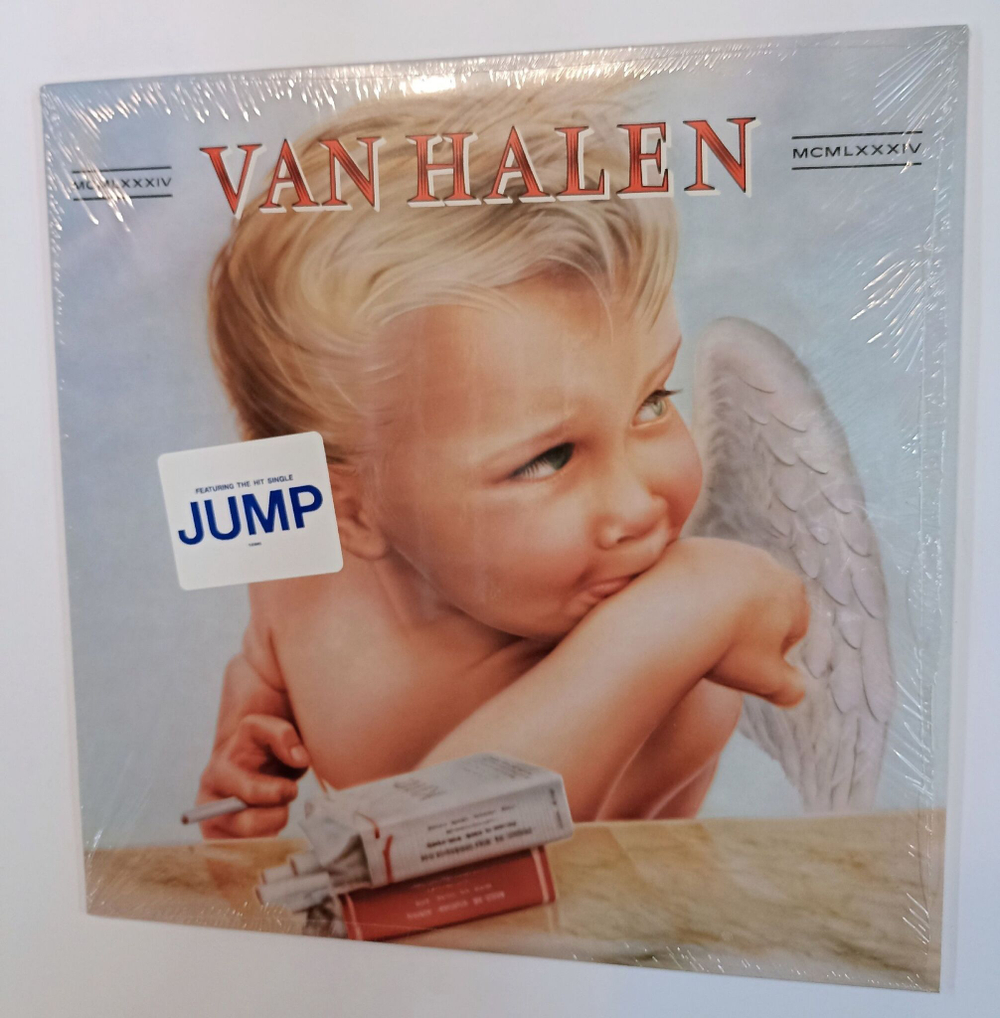 MCMLXXXIV
VAN HALEN
MCMLXXXIV
FEATURING THE HIT SINGLE
JUMP